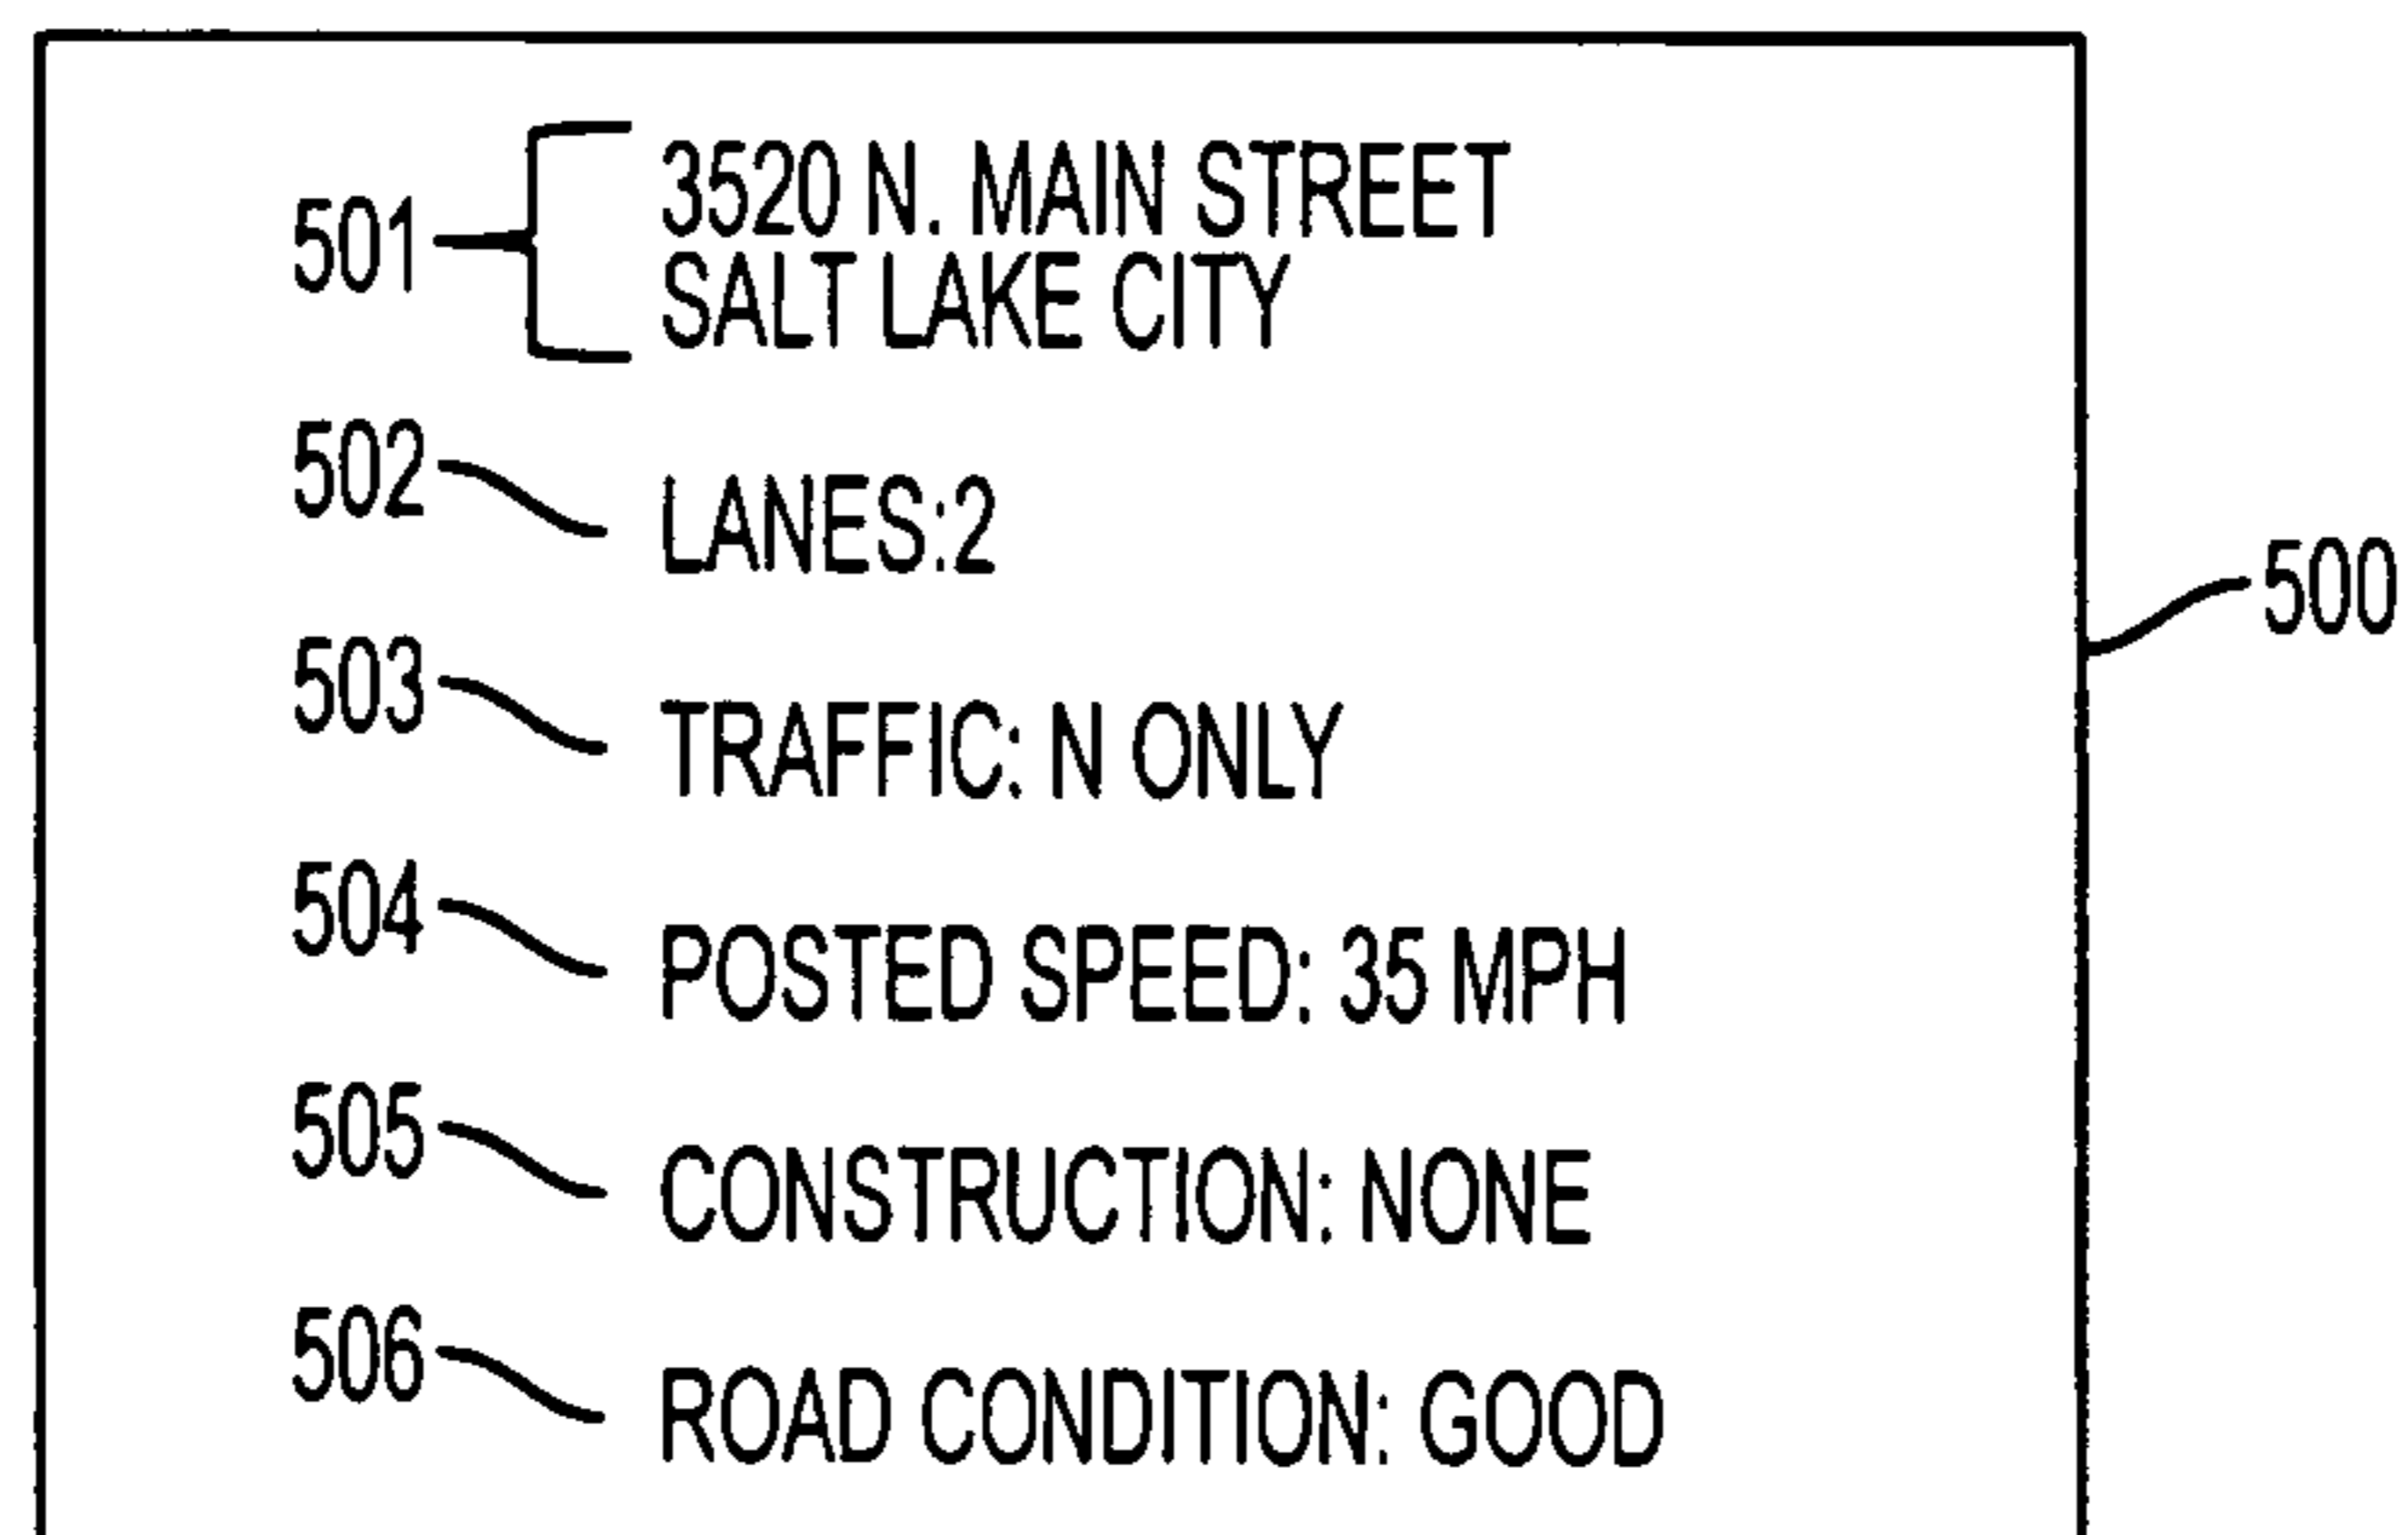 501 3520 N. MAIN STREET
SALT LAKE CITY
502 LANES:2
500
503 TRAFFIC: N ONLY
504 POSTED SPEED: 35 MPH
505 CONSTRUCTION: NONE
506 ROAD CONDITION: GOOD